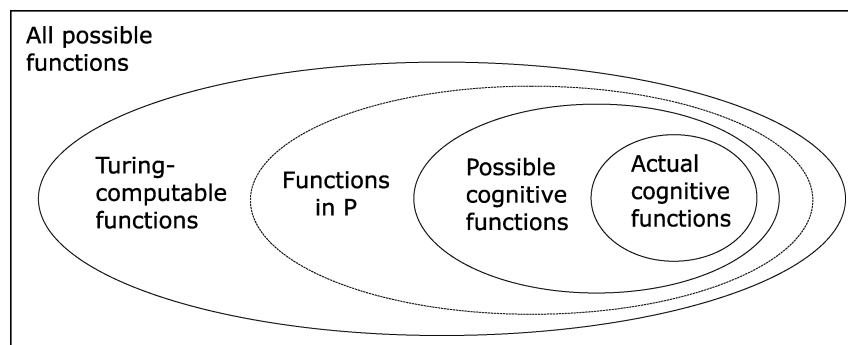 All possible
functions
Turing-
computable
functions
Functions
in P
Possible
cognitive
functions
Actual
cognitive
functions